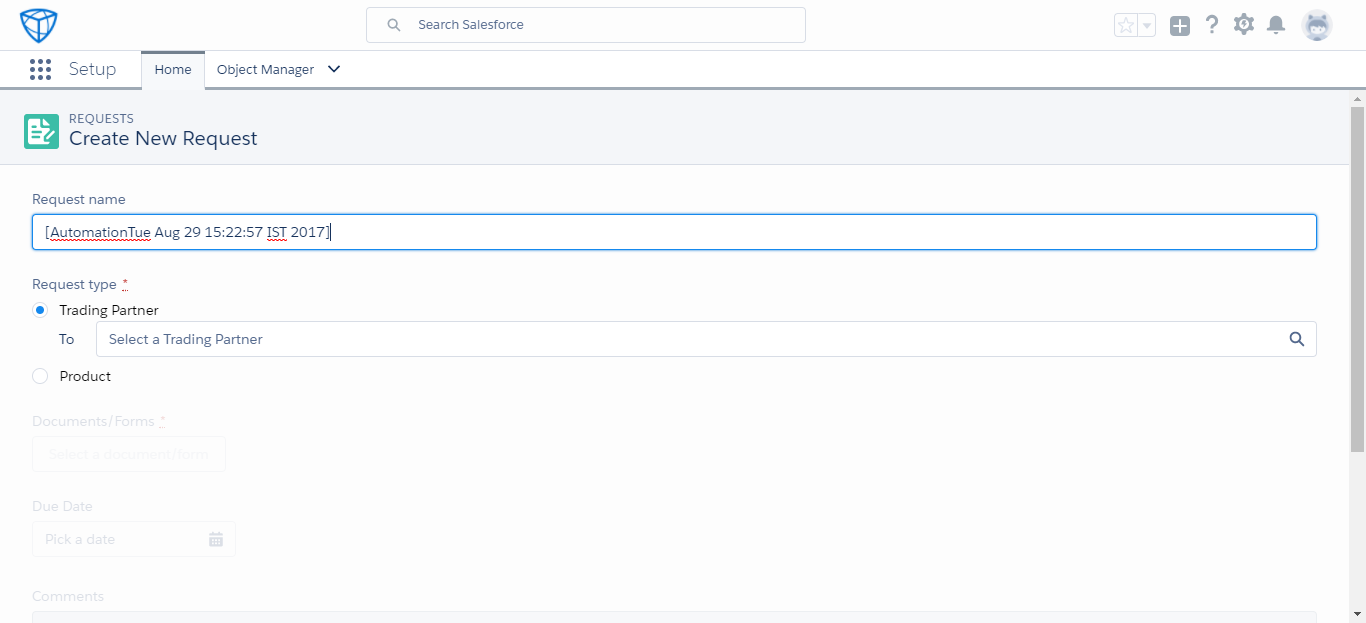 Search Salesforce
Setup
Home
Object Manager
REQUESTS
Create New Request
Request name
[AutomationTue Aug 29 15:22:57 IST 2017]
Request type *
Trading Partner
To
Select a Trading Partner
Product
Documents/Forms *
Select a document/form
Due Date
Pick a date
Comments